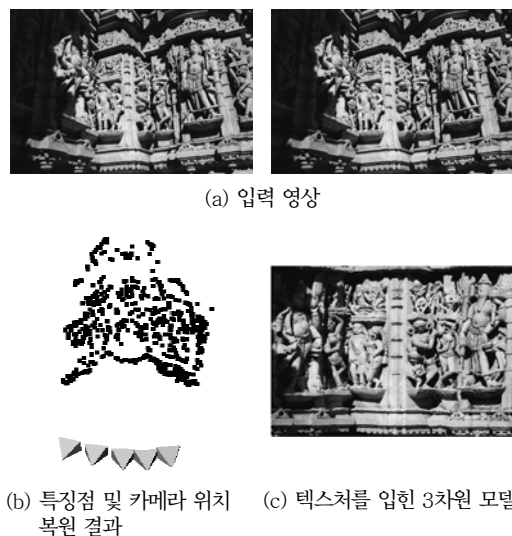 (a) 입력 영상
(b) 특징점 및 카메라 위치
복원 결과
(c) 텍스처를 입힌 3차원 모델